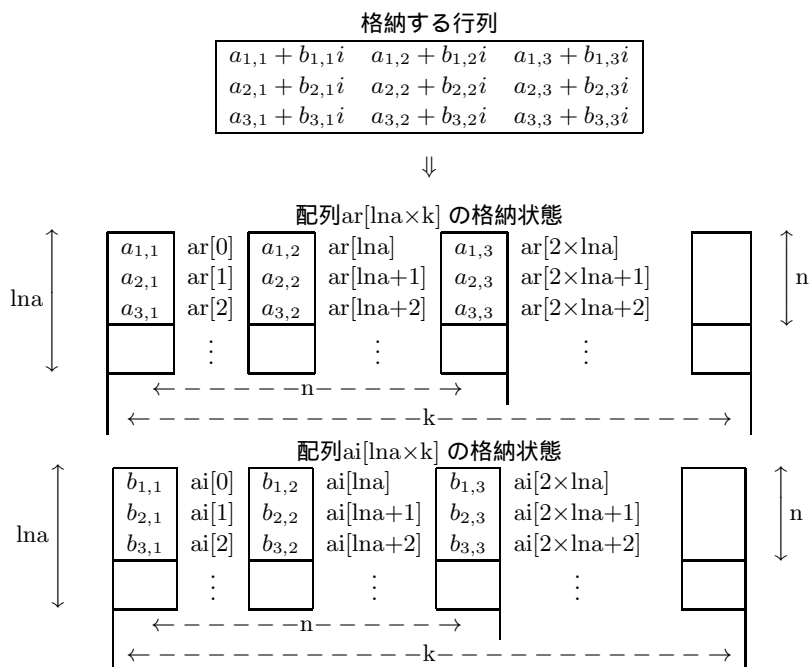 格納する行列
a1,1 + b1,1i a1,2 + b1,2i a1,3 + b1,3i
a2,1 + b2,1i a2,2 + b2,2i a2,3 + b2,3i
a3,1 + b3,1i a3,2 + b3,2i a3,3 + b3,3i
⇓
配列ar[lna×k] の格納状態
a1,1 ar[0] a1,2 ar[lna] a1,3 ar[2×lna]
a2,1 ar[1] a2,2 ar[lna+1] a2,3 ar[2×lna+1] n
lna a3,1 ar[2] a3,2 ar[lna+2] a3,3 ar[2×lna+2]
⋮ ⋮ ⋮
n
k
配列ai[lna×k] の格納状態
b1,1 ai[0] b1,2 ai[lna] b1,3 ai[2×lna]
b2,1 ai[1] b2,2 ai[lna+1] b2,3 ai[2×lna+1] n
lna b3,1 ai[2] b3,2 ai[lna+2] b3,3 ai[2×lna+2]
⋮ ⋮ ⋮
n
k